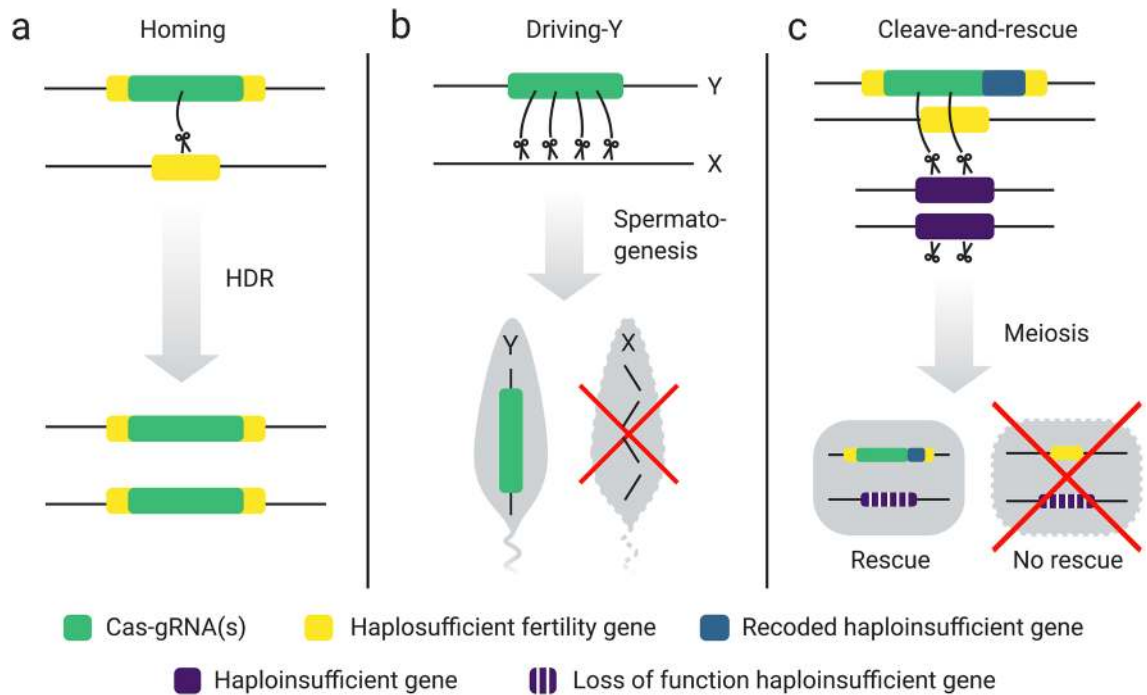 a
Homing
HDR
b
Driving-Y
Y
X
Spermato-
genesis
Y
X
c
Cleave-and-rescue
Meiosis
Rescue
No rescue
Cas-gRNA(s)
Haplosufficient fertility gene
Recoded haploinsufficient gene
Haploinsufficient gene
Loss of function haploinsufficient gene